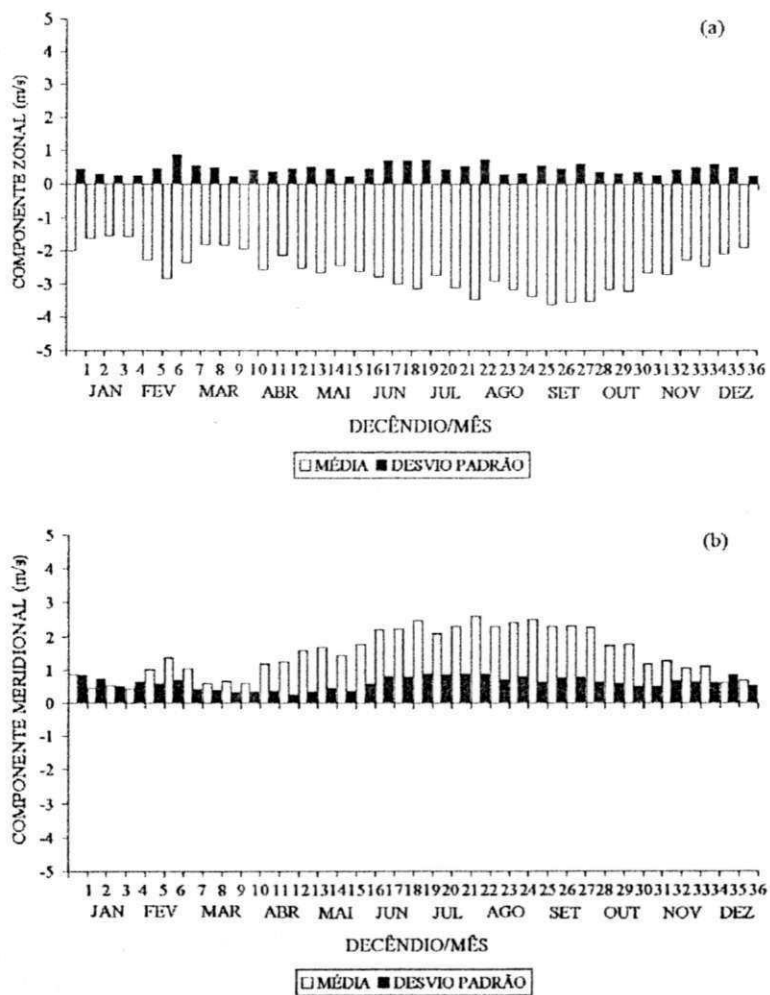 (a)
COMPONENTE ZONAL (m/s)
5
4
3
2
1
0
-1
-2
-3
-4
-5
1 2 3 4 5 6 7 8 9 10 11 12 13 14 15 16 17 18 19 20 21 22 23 24 25 26 27 28 29 30 31 32 33 34 35 36
JAN FEV MAR ABR MAI JUN JUL AGO SET OUT NOV DEZ
DECÊNDIO/MÊS
MÉDIA DESVIO PADRÃO
(b)
COMPONENTE MERIDIONAL (m/s)
5
4
3
2
1
0
-1
-2
-3
-4
-5
1 2 3 4 5 6 7 8 9 10 11 12 13 14 15 16 17 18 19 20 21 22 23 24 25 26 27 28 29 30 31 32 33 34 35 36
JAN FEV MAR ABR MAI JUN JUL AGO SET OUT NOV DEZ
DECÊNDIO/MÊS
MÉDIA DESVIO PADRÃO